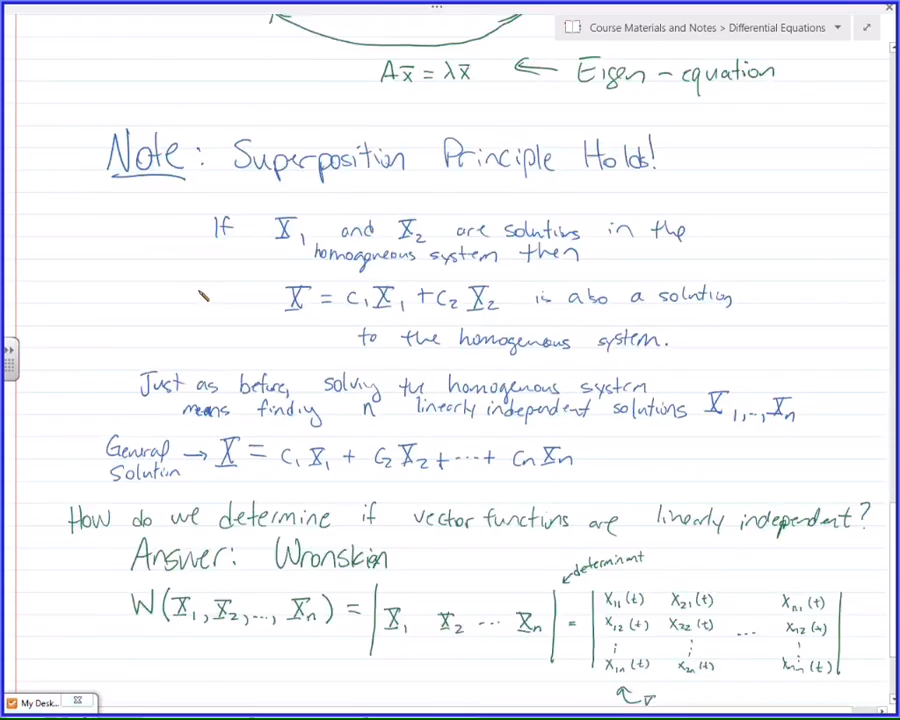 Course Materials and Notes > Differential Equations
Ax̄ = λx̄ ← Eigen-equation
Note: Superposition Principle Holds!
If X₁ and X₂ are solutins in the
homogneous system then
X = c₁X₁ + c₂X₂ is also a solution
to the homogenous system.
Just as before, solving the homogenous system
means finding n linearly independent solutions X₁,..,Xn
General
Solution → X = c₁X₁ + c₂X₂ + ··· + cnXn
How do we determine if vector functins are linearly independent?
Answer: Wronskian
determinant
W(X₁, X₂, ..., Xn) = | X₁ X₂ ··· Xn | =
x₁₁(t) x₂₁(t) xn₁(t)
x₁₂(t) x₂₂(t) ... xn₂(t)
⋮ ⋮ ⋮
x₁n(t) x₂n(t) xnn(t)
My Desk...